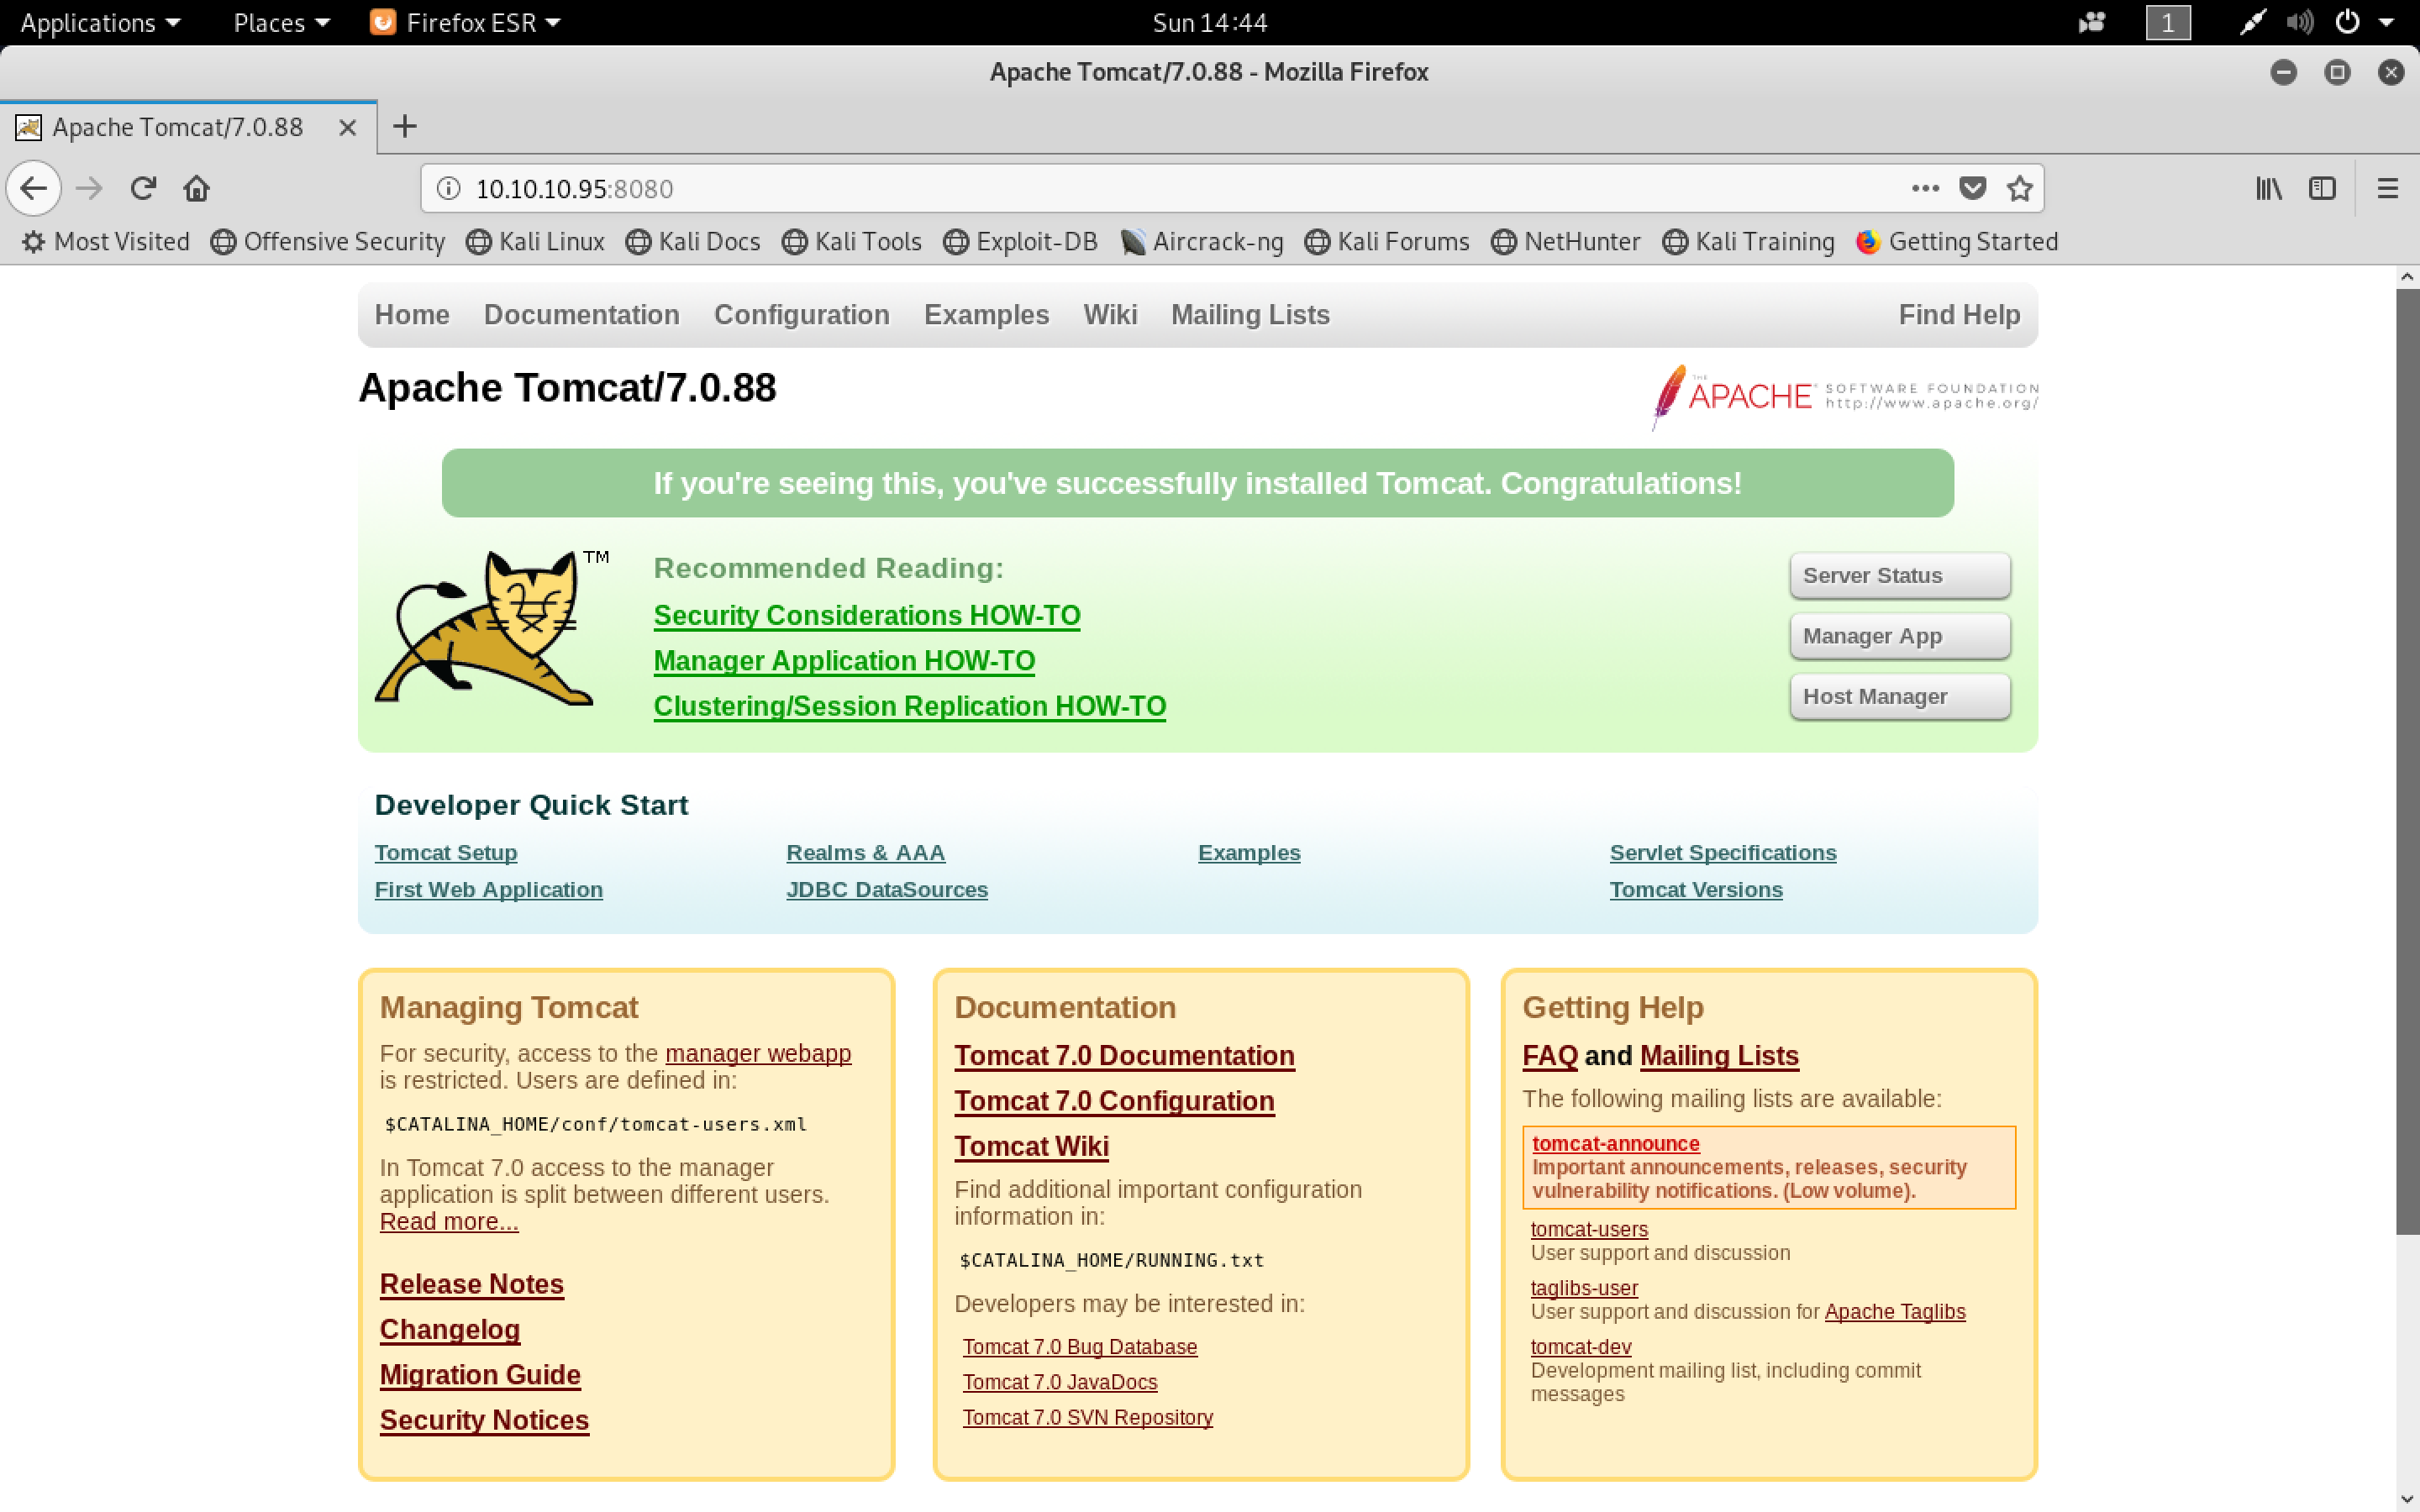 Applications Places Firefox ESR Sun 14:44 1
Apache Tomcat/7.0.88 - Mozilla Firefox
Apache Tomcat/7.0.88
10.10.10.95:8080
Most Visited Offensive Security Kali Linux Kali Docs Kali Tools Exploit-DB Aircrack-ng Kali Forums NetHunter Kali Training Getting Started
Home Documentation Configuration Examples Wiki Mailing Lists Find Help
Apache Tomcat/7.0.88
THE APACHE SOFTWARE FOUNDATION
http://www.apache.org/
If you're seeing this, you've successfully installed Tomcat. Congratulations!
TM
Recommended Reading:
Security Considerations HOW-TO
Manager Application HOW-TO
Clustering/Session Replication HOW-TO
Server Status
Manager App
Host Manager
Developer Quick Start
Tomcat Setup
First Web Application
Realms & AAA
JDBC DataSources
Examples
Servlet Specifications
Tomcat Versions
Managing Tomcat
For security, access to the manager webapp
is restricted. Users are defined in:
$CATALINA_HOME/conf/tomcat-users.xml
In Tomcat 7.0 access to the manager
application is split between different users.
Read more...
Release Notes
Changelog
Migration Guide
Security Notices
Documentation
Tomcat 7.0 Documentation
Tomcat 7.0 Configuration
Tomcat Wiki
Find additional important configuration
information in:
$CATALINA_HOME/RUNNING.txt
Developers may be interested in:
Tomcat 7.0 Bug Database
Tomcat 7.0 JavaDocs
Tomcat 7.0 SVN Repository
Getting Help
FAQ and Mailing Lists
The following mailing lists are available:
tomcat-announce
Important announcements, releases, security
vulnerability notifications. (Low volume).
tomcat-users
User support and discussion
taglibs-user
User support and discussion for Apache Taglibs
tomcat-dev
Development mailing list, including commit
messages